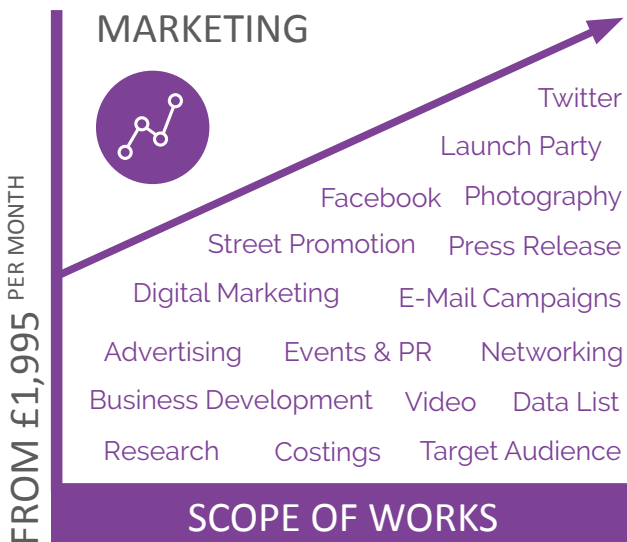 MARKETING
Twitter
Launch Party
Facebook Photography
Street Promotion Press Release
Digital Marketing E-Mail Campaigns
Advertising Events & PR Networking
Business Development Video Data List
Research Costings Target Audience
FROM £1,995 PER MONTH
SCOPE OF WORKS